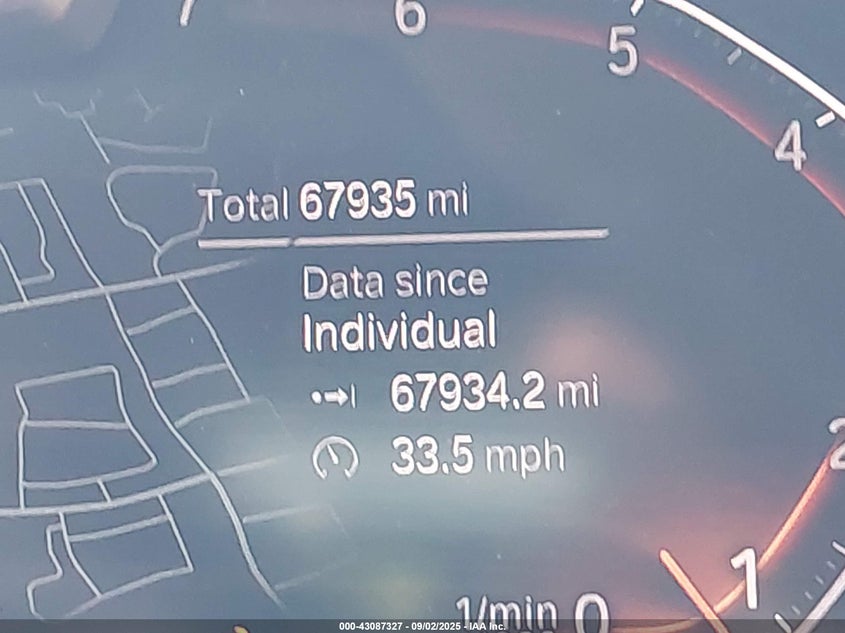 7
6
5
4
Total 67935 mi
Data since
Individual
67934.2 mi
33.5 mph
2
1
1/min 0
000-43087327 - 09/02/2025 - IAA Inc.